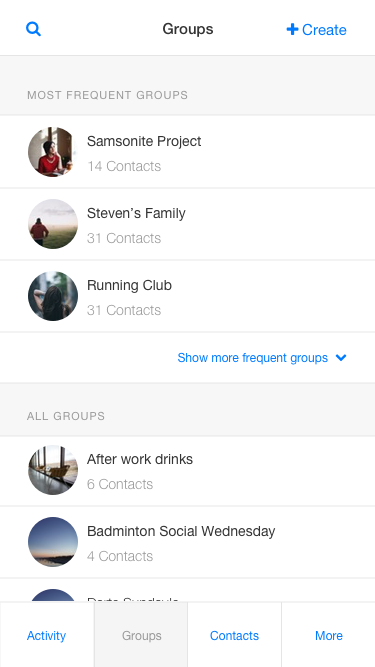 Groups
Create
MOST FREQUENT GROUPS
Samsonite Project
14 Contacts
Steven’s Family
31 Contacts
Running Club
31 Contacts
Show more frequent groups
ALL GROUPS
After work drinks
6 Contacts
Badminton Social Wednesday
4 Contacts
Activity
Groups
Contacts
More